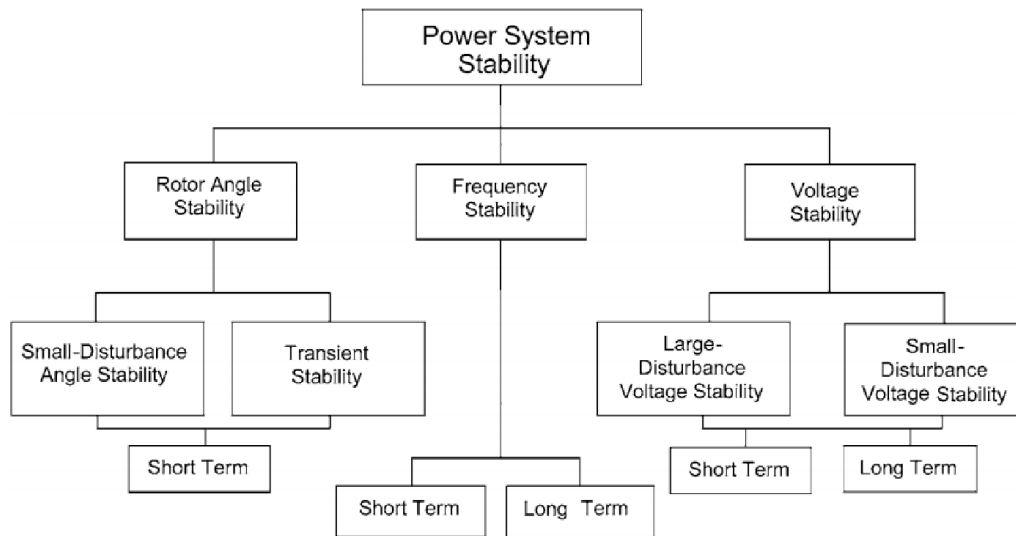 Power System
Stability
Rotor Angle
Stability
Frequency
Stability
Voltage
Stability
Small-Disturbance
Angle Stability
Transient
Stability
Large-
Disturbance
Voltage Stability
Small-
Disturbance
Voltage Stability
Short Term
Short Term
Long Term
Short Term
Long Term